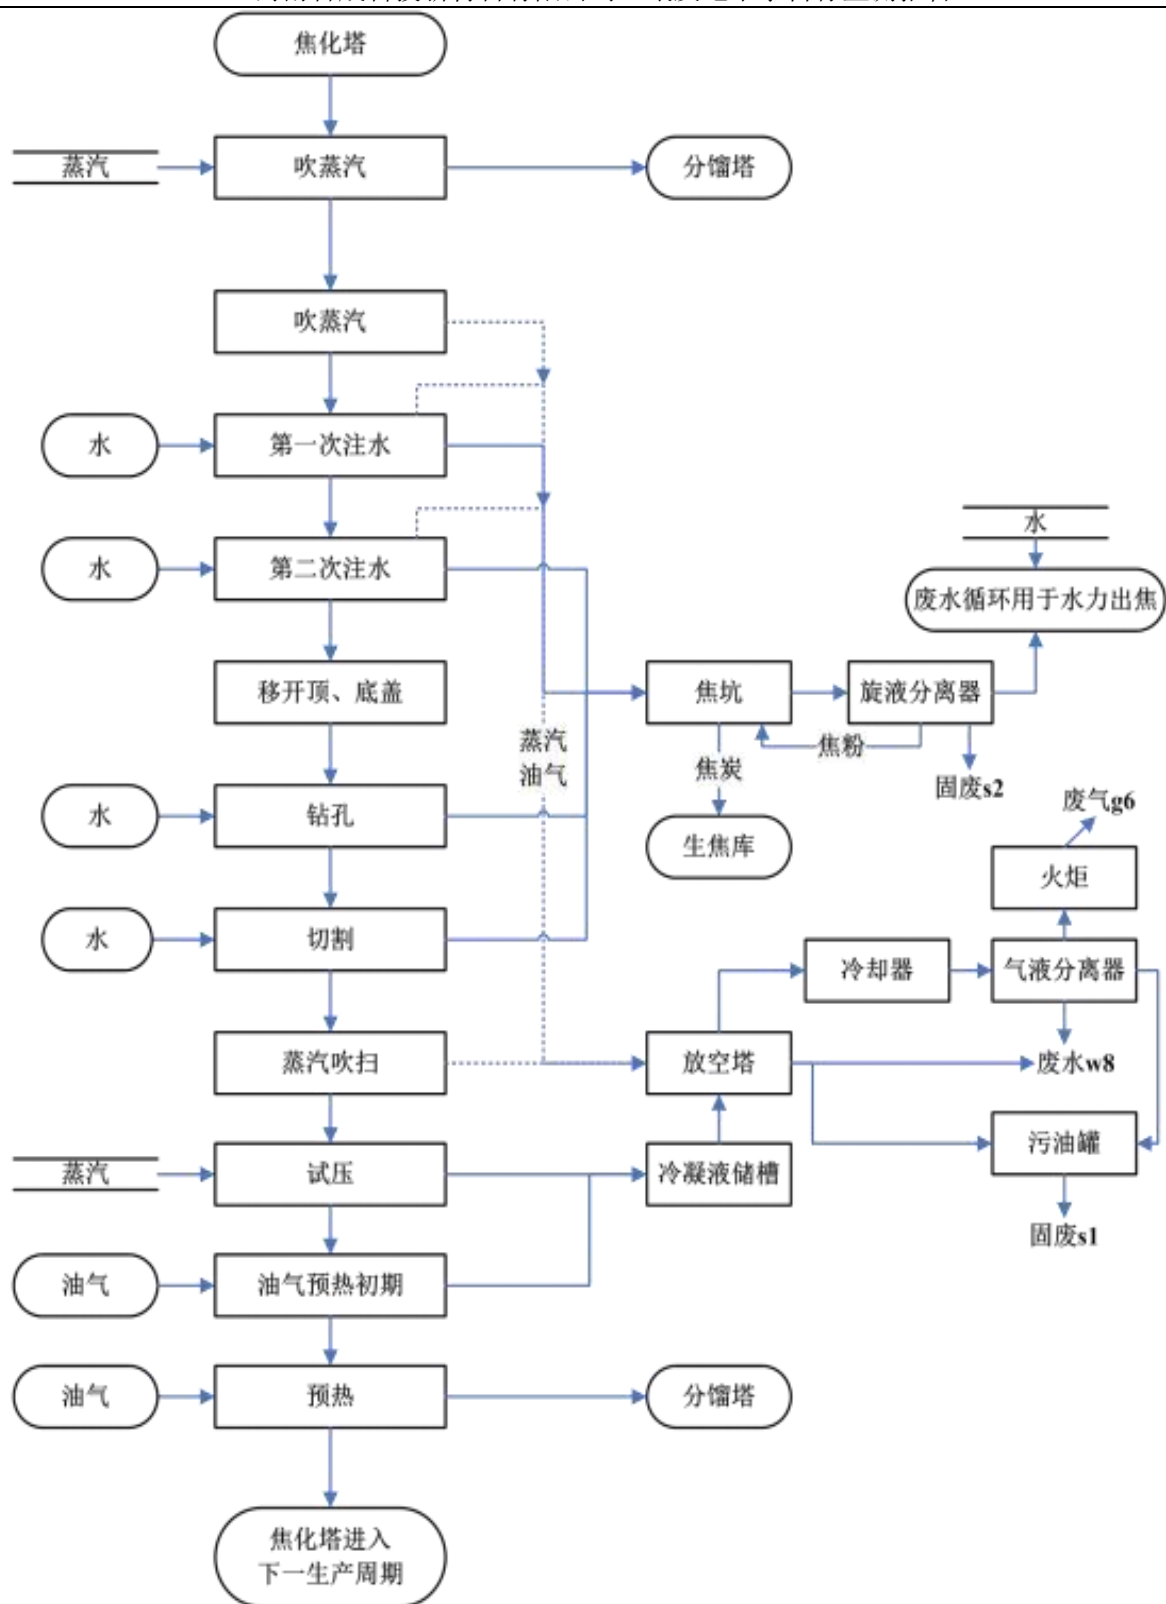 焦化塔
蒸汽
吹蒸汽
分馏塔
吹蒸汽
水
第一次注水
水
第二次注水
水
废水循环用于水力出焦
移开顶、底盖
焦坑
旋液分离器
蒸汽
油气
焦粉
焦炭
固废s2
废气g6
水
钻孔
生焦库
火炬
水
切割
冷却器
气液分离器
蒸汽吹扫
放空塔
废水w8
污油罐
蒸汽
试压
冷凝液储槽
固废s1
油气
油气预热初期
油气
预热
分馏塔
焦化塔进入
下一生产周期